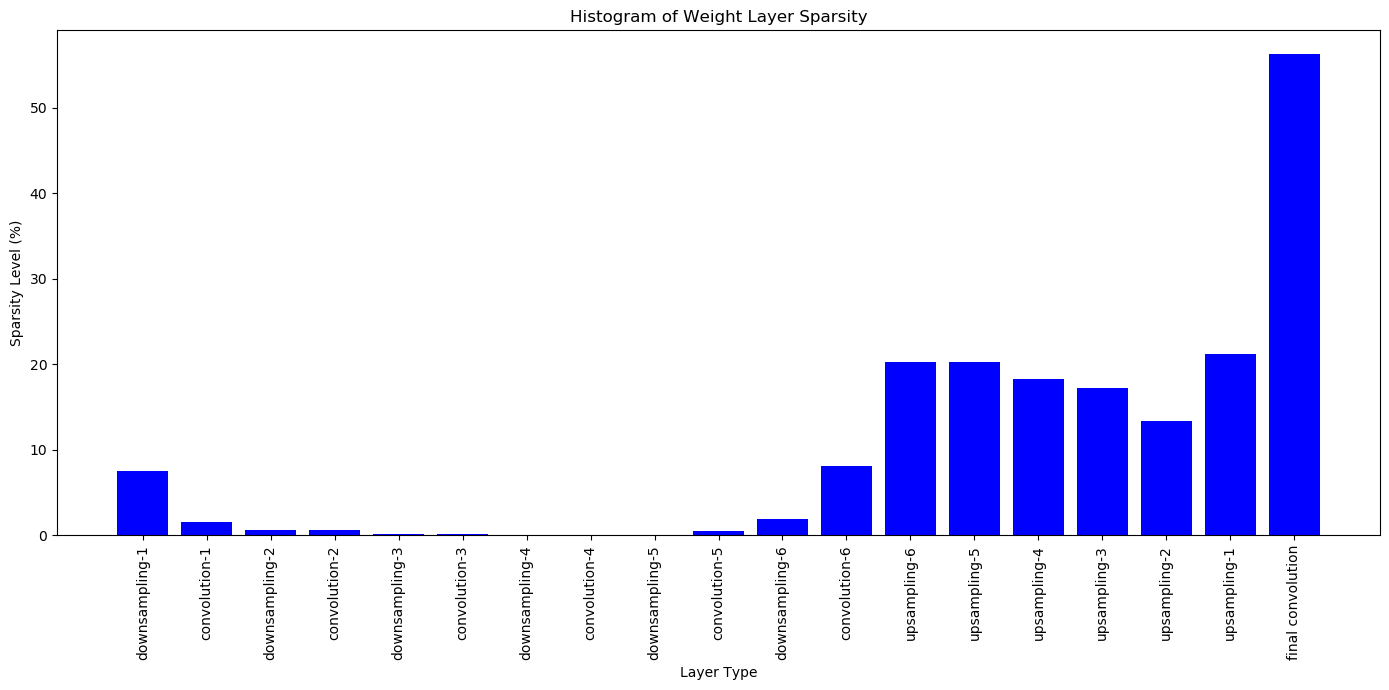 Histogram of Weight Layer Sparsity
Sparsity Level (%)
50
40
30
20
10
0
downsampling-1
convolution-1
downsampling-2
convolution-2
downsampling-3
convolution-3
downsampling-4
convolution-4
downsampling-5
convolution-5
downsampling-6
convolution-6
upsampling-6
upsampling-5
upsampling-4
upsampling-3
upsampling-2
upsampling-1
final convolution
Layer Type